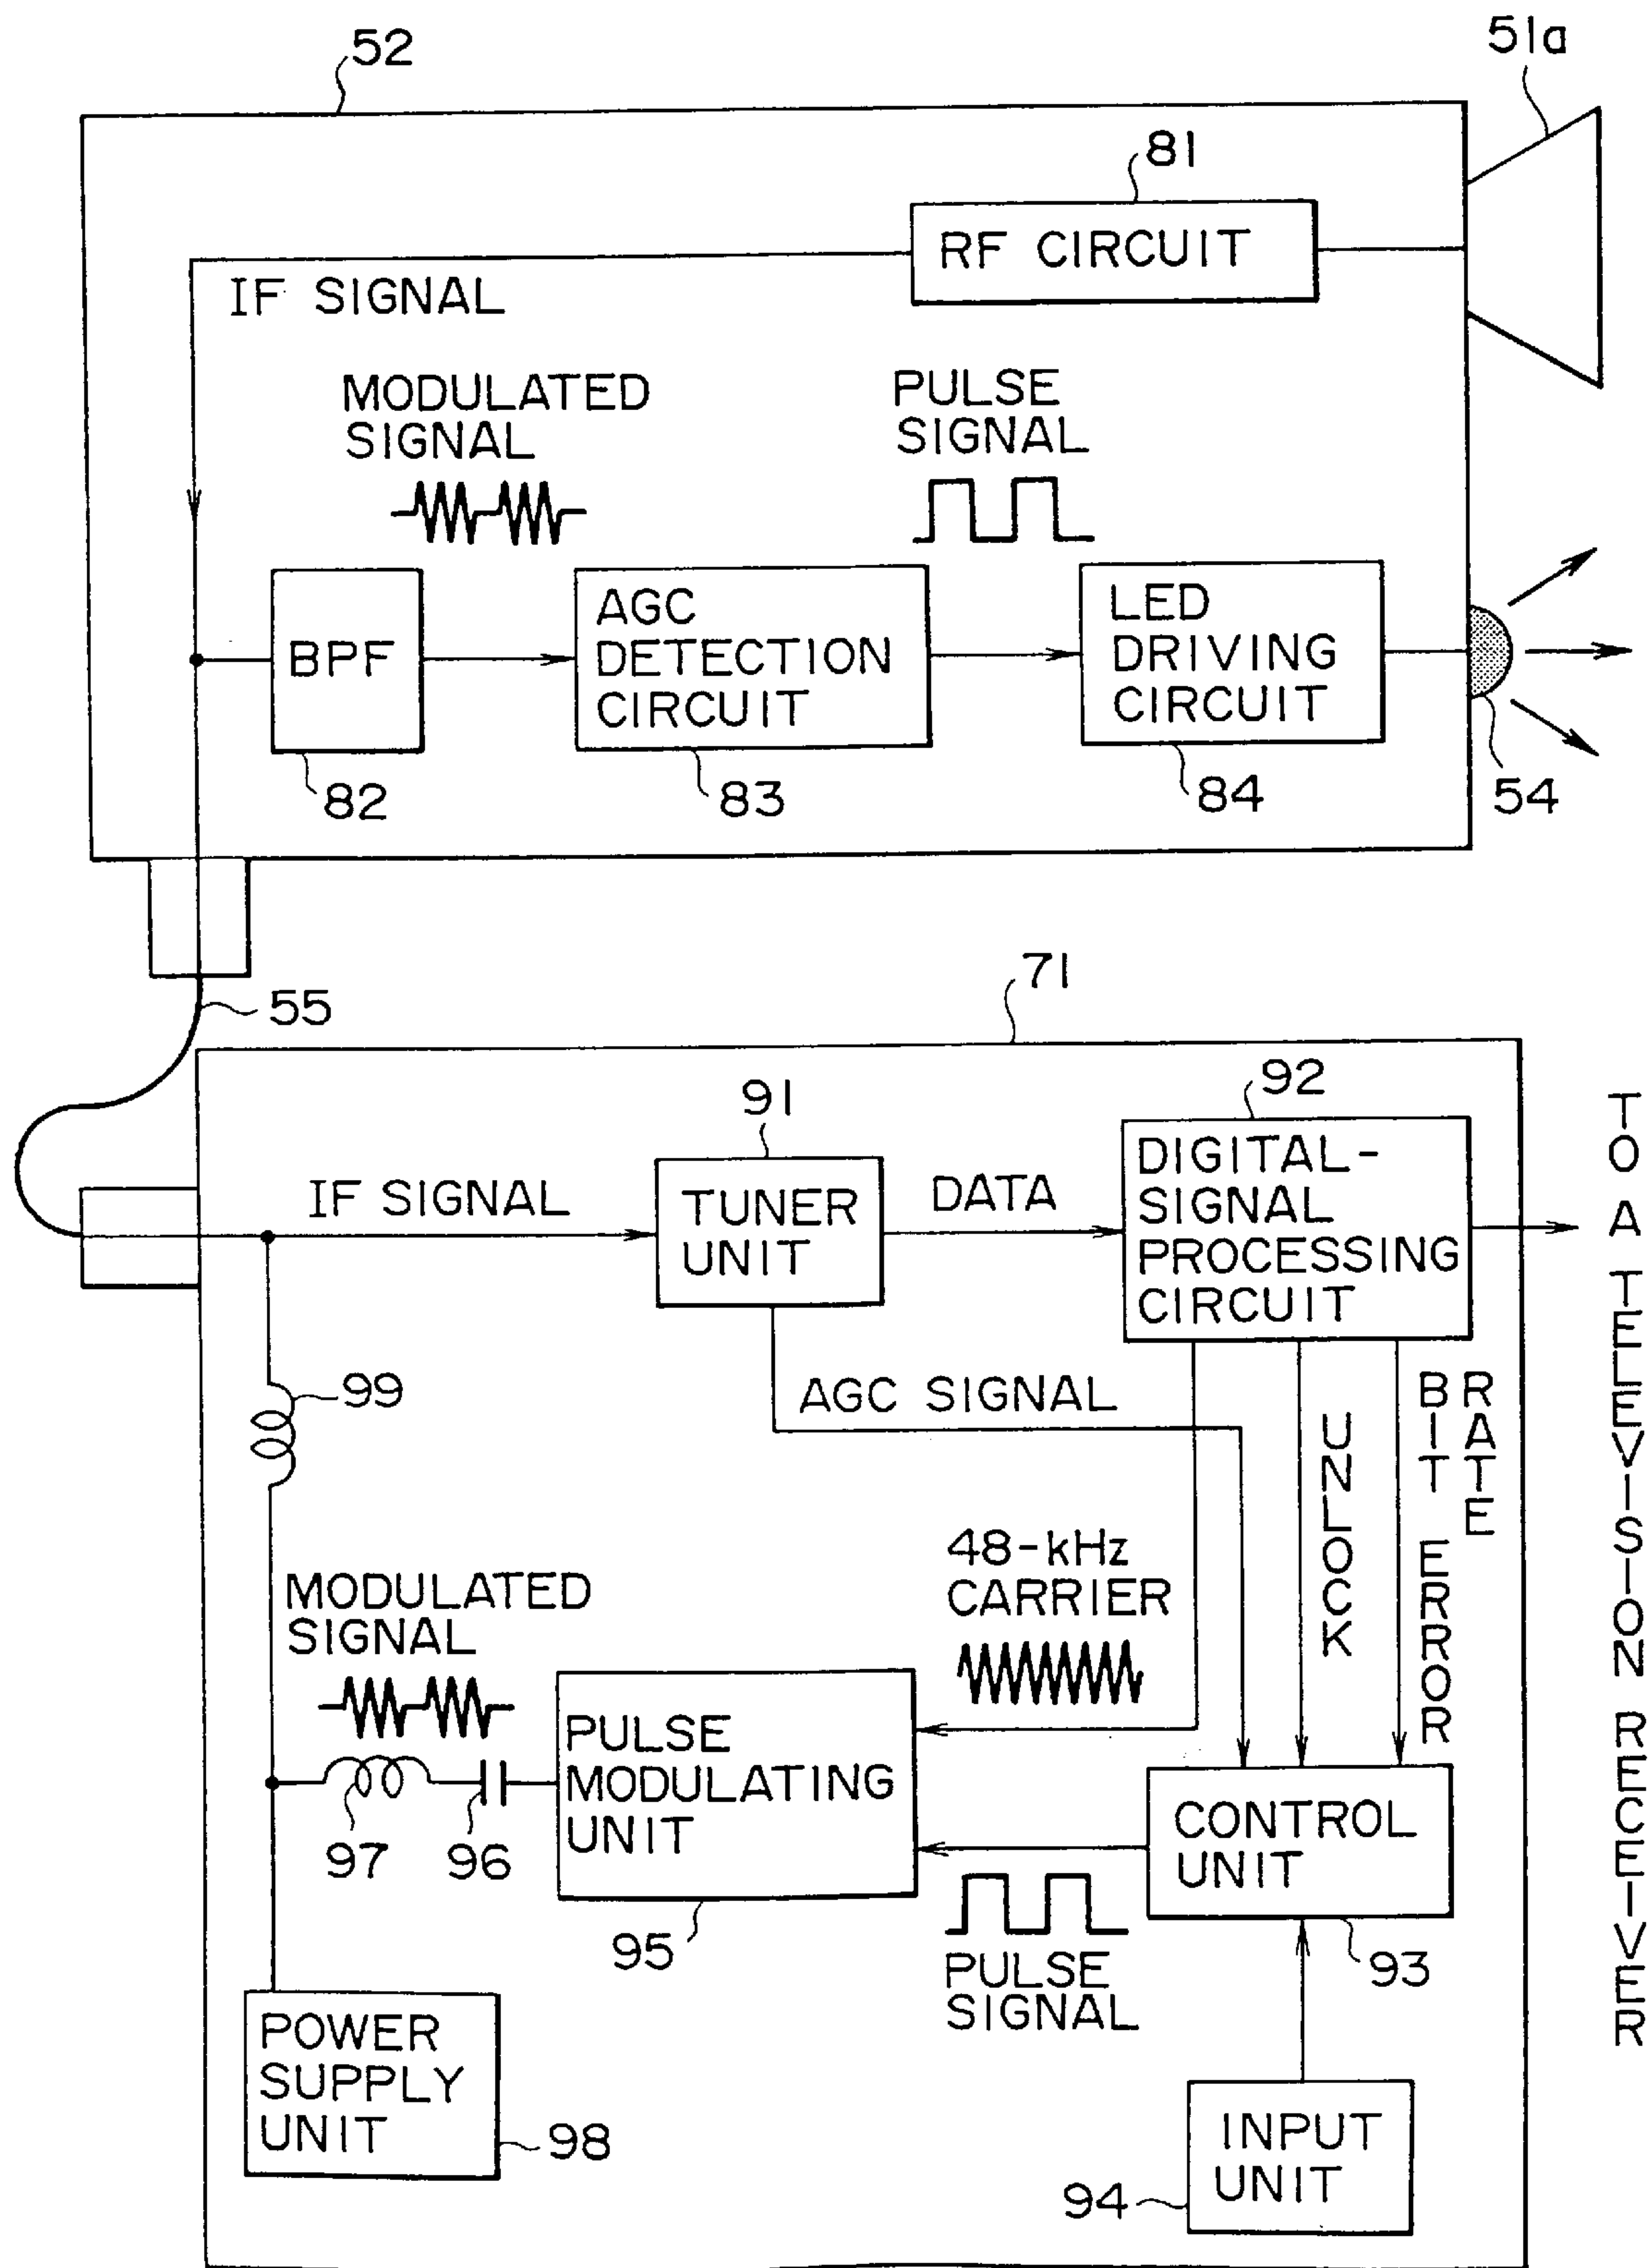 52
51a
81
RF CIRCUIT
IF SIGNAL
MODULATED
SIGNAL
PULSE
SIGNAL
BPF
AGC
DETECTION
CIRCUIT
LED
DRIVING
CIRCUIT
82
83
84
54
55
71
91
92
IF SIGNAL
TUNER
UNIT
DATA
DIGITAL-
SIGNAL
PROCESSING
CIRCUIT
TO A TELEVISION RECEIVER
99
AGC SIGNAL
UNLOCK
BIT ERROR
RATE
48-kHz
CARRIER
MODULATED
SIGNAL
PULSE
MODULATING
UNIT
97
96
95
CONTROL
UNIT
93
PULSE
SIGNAL
POWER
SUPPLY
UNIT
98
INPUT
UNIT
94